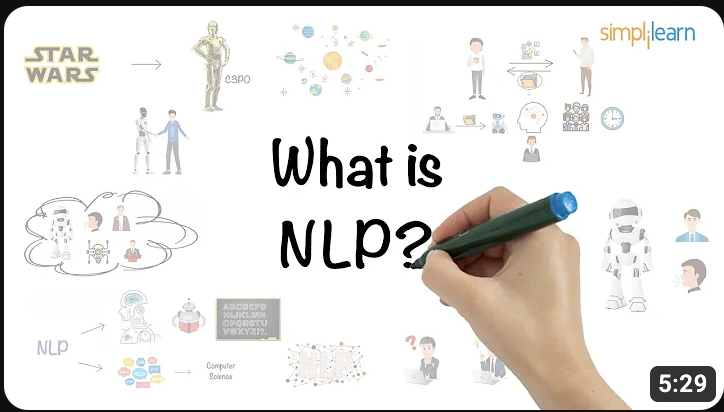 STAR
WARS
C3PO
simplilearn
What is
NLP?
ABCDEFG
HIJKLMN
OPQRSTU
VWXYZ!?.
NLP
Computer
Science
NLP
?
5:29